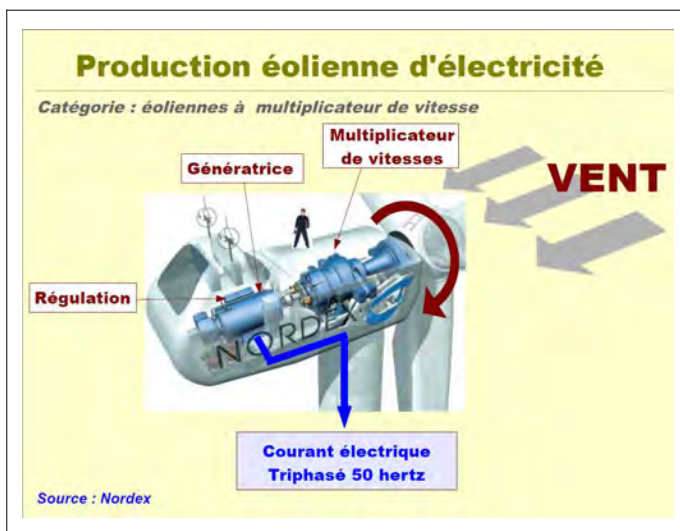 Production éolienne d'électricité
Catégorie : éoliennes à multiplicateur de vitesse
Multiplicateur
de vitesses
Génératrice
VENT
Régulation
NORDEX
Courant électrique
Triphasé 50 hertz
Source : Nordex